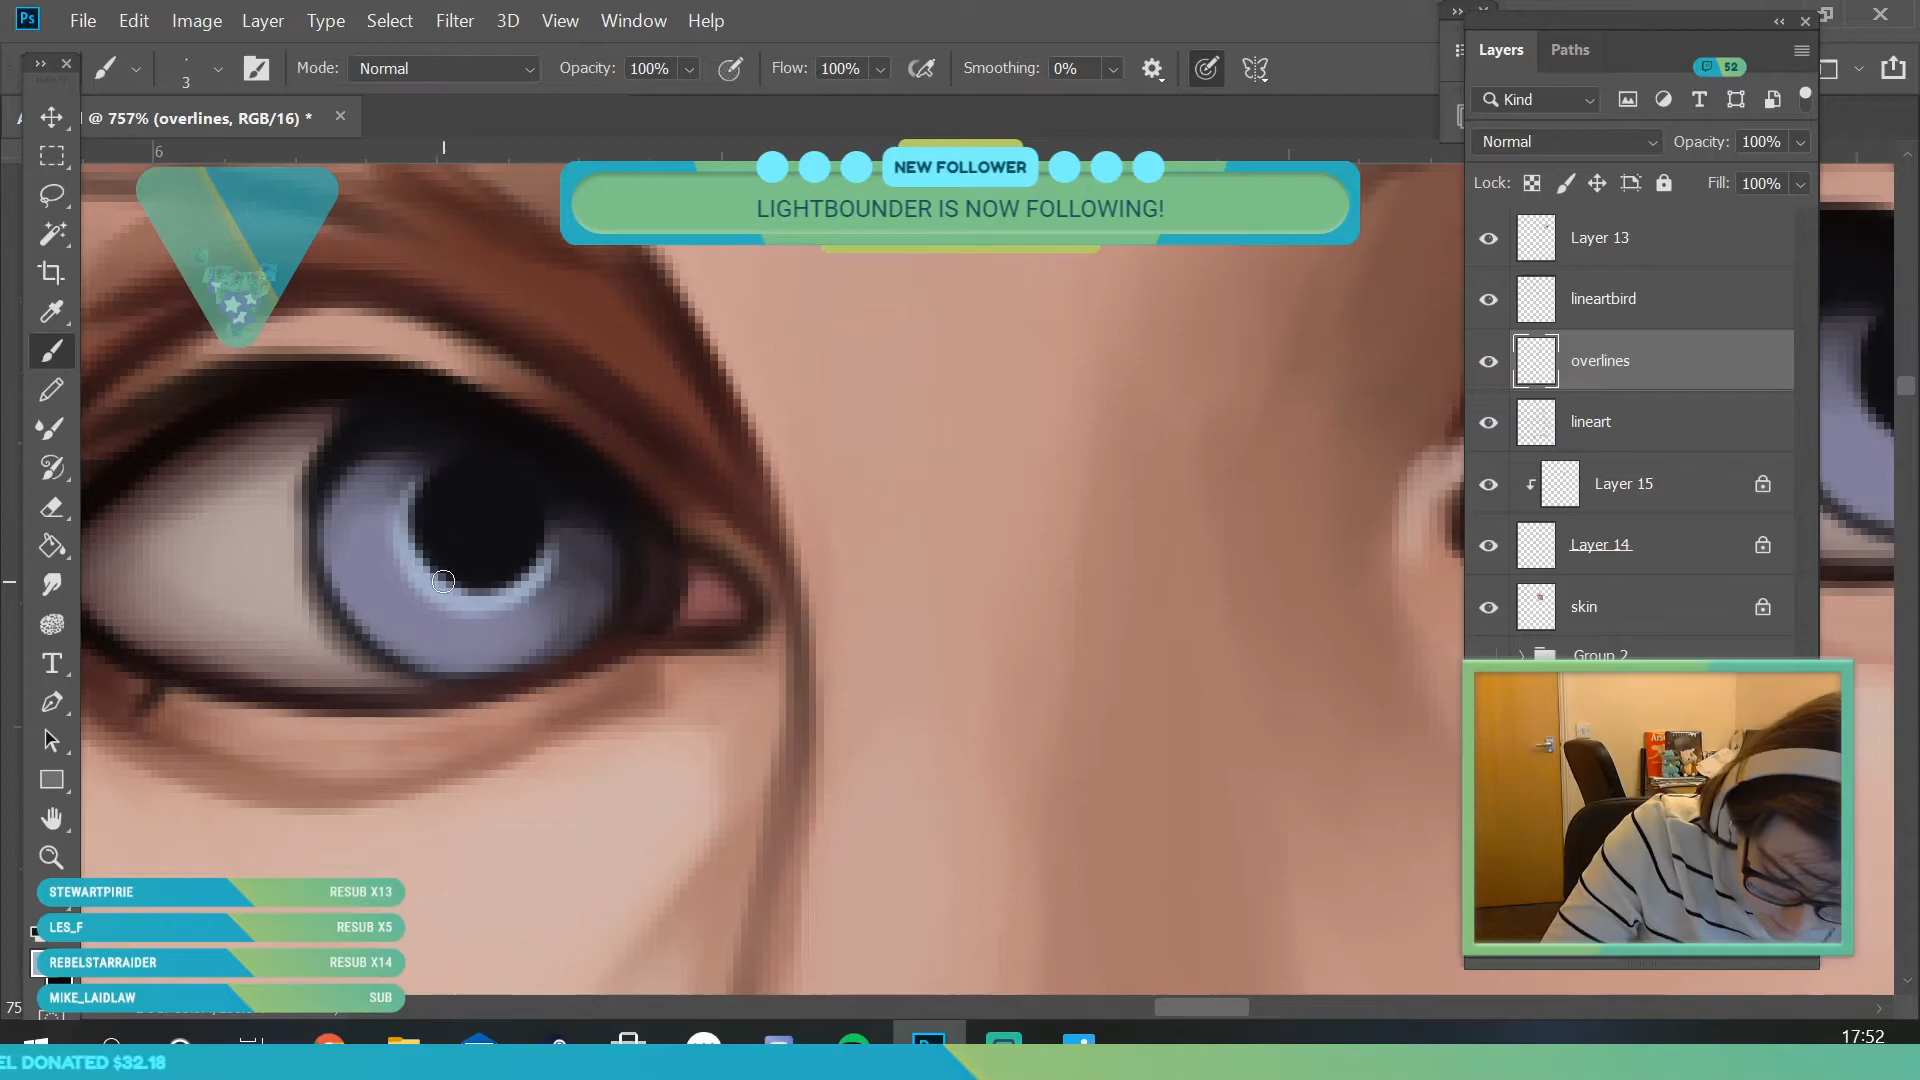 Ps File Edit Image Layer Type Select Filter 3D View Window Help
3 Mode: Normal Opacity: 100% Flow: 100% Smoothing: 0%
@ 757% (overlines, RGB/16) *
6
NEW FOLLOWER
LIGHTBOUNDER IS NOW FOLLOWING!
Layers Paths
52
Kind
Normal Opacity: 100%
Lock: Fill: 100%
Layer 13
lineartbird
overlines
lineart
Layer 15
Layer 14
skin
Group 2
STEWARTPIRIE RESUB X13
LES_F RESUB X5
REBELSTARRAIDER RESUB X14
MIKE_LAIDLAW SUB
75
17:52
EL DONATED $32.18